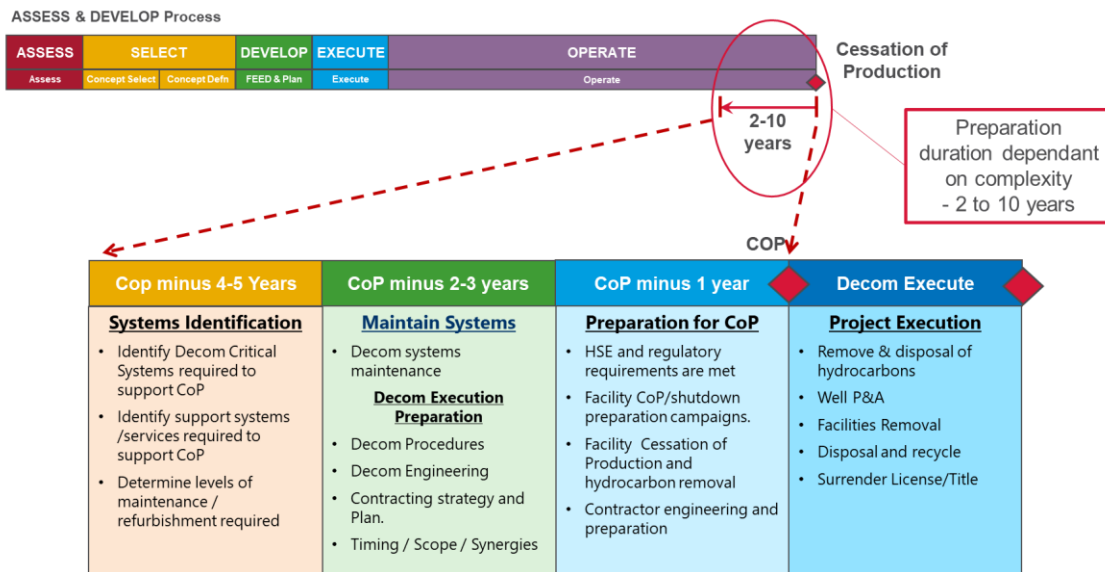 ASSESS & DEVELOP Process
ASSESS
SELECT
DEVELOP
EXECUTE
OPERATE
Assess
Concept Select
Concept Defn
FEED & Plan
Execute
Operate
Cessation of
Production
2-10
years
Preparation
duration dependant
on complexity
- 2 to 10 years
COP
Cop minus 4-5 Years
Systems Identification
• Identify Decom Critical
Systems required to
support CoP
• Identify support systems
/services required to
support CoP
• Determine levels of
maintenance /
refurbishment required
CoP minus 2-3 years
Maintain Systems
• Decom systems
maintenance
Decom Execution
Preparation
• Decom Procedures
• Decom Engineering
• Contracting strategy and
Plan.
• Timing / Scope / Synergies
CoP minus 1 year
Preparation for CoP
• HSE and regulatory
requirements are met
• Facility CoP/shutdown
preparation campaigns.
• Facility Cessation of
Production and
hydrocarbon removal
• Contractor engineering and
preparation
Decom Execute
Project Execution
• Remove & disposal of
hydrocarbons
• Well P&A
• Facilities Removal
• Disposal and recycle
• Surrender License/Title